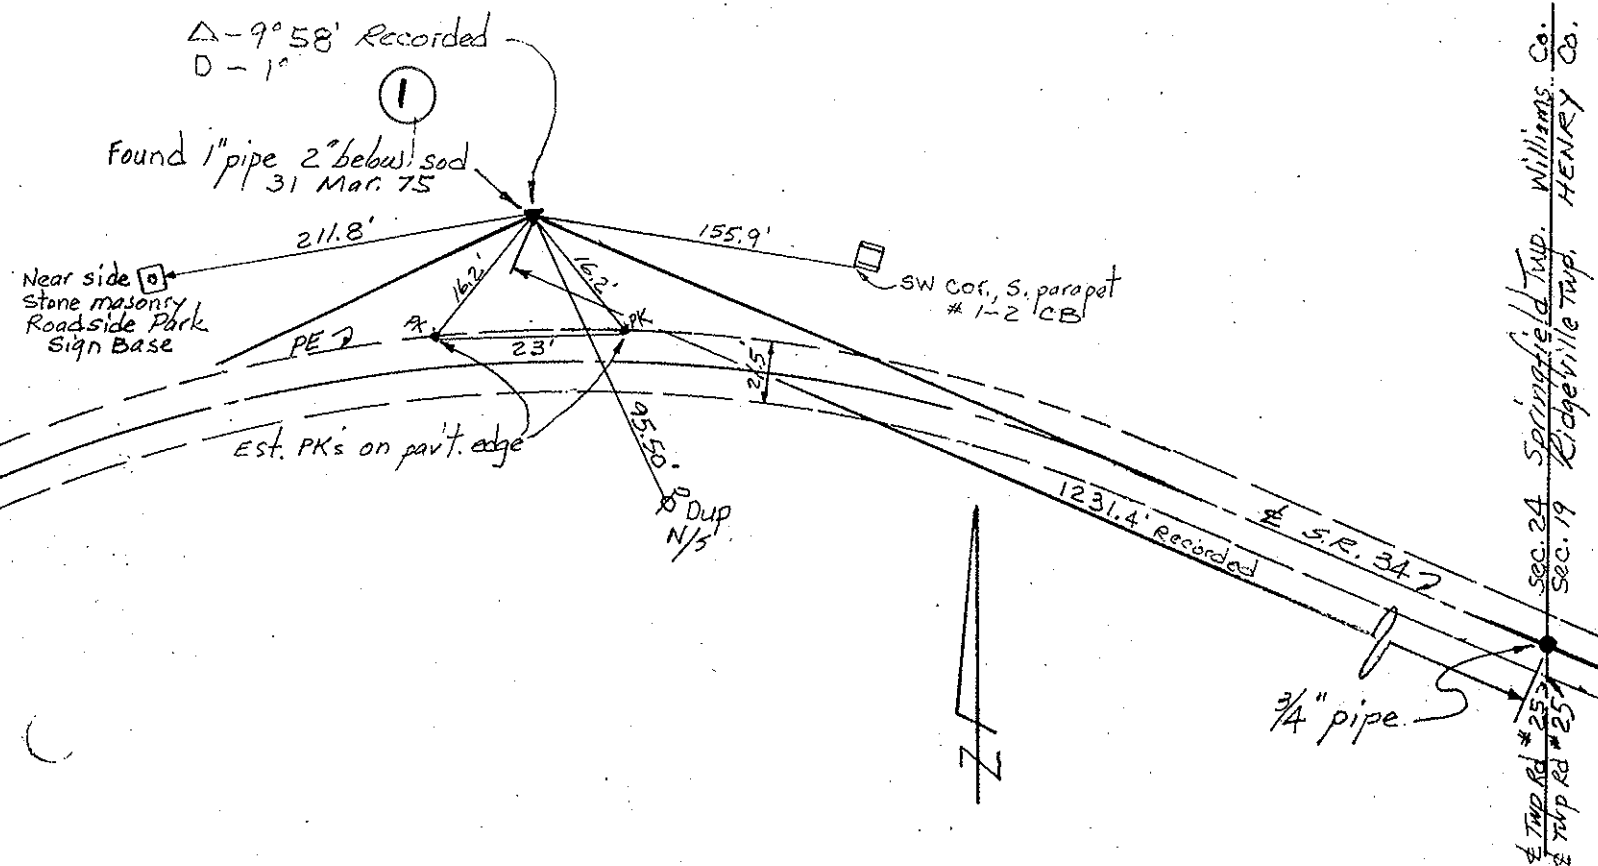 Δ - 9° 58' Recorded
D - 1°
1
Found 1" pipe 2" below sod
31 Mar. 75
211.8'
155.9'
Near side
Stone masonry
Roadside Park
Sign Base
16.2'
16.2'
SW cor., S. parapet
# 1-2 CB
PK
PK
PE
23'
21.5'
Est. PK's on pav't. edge
95.50'
Dup
N/S
1231.4' Recorded
℄ S.R. 34
3/4" pipe
N
Sec. 24 Springfield Twp. Williams Co.
Sec. 19 Ridgeville Twp. HENRY Co.
℄ Twp Rd # 25
℄ Twp Rd # 25